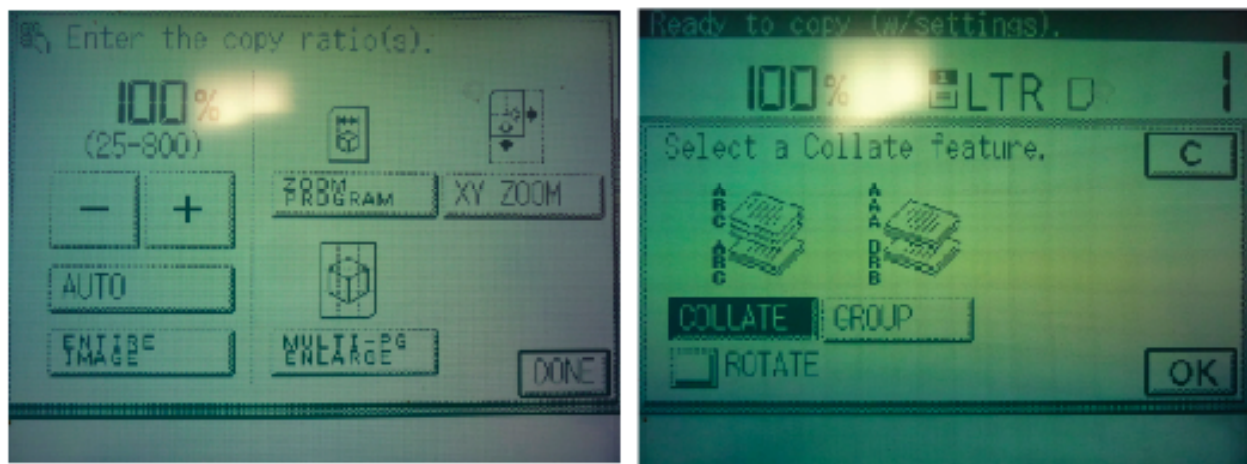 Enter the copy ratio(s).
100%
(25-800)
- +
AUTO
ENTIRE
IMAGE
ZOOM
PROGRAM
XY ZOOM
MULTI-PG
ENLARGE
DONE
Ready to copy (w/settings).
100% LTR 1
Select a Collate feature.
C
A
B
C
A
B
C
A
A
A
COLLATE GROUP
ROTATE
OK